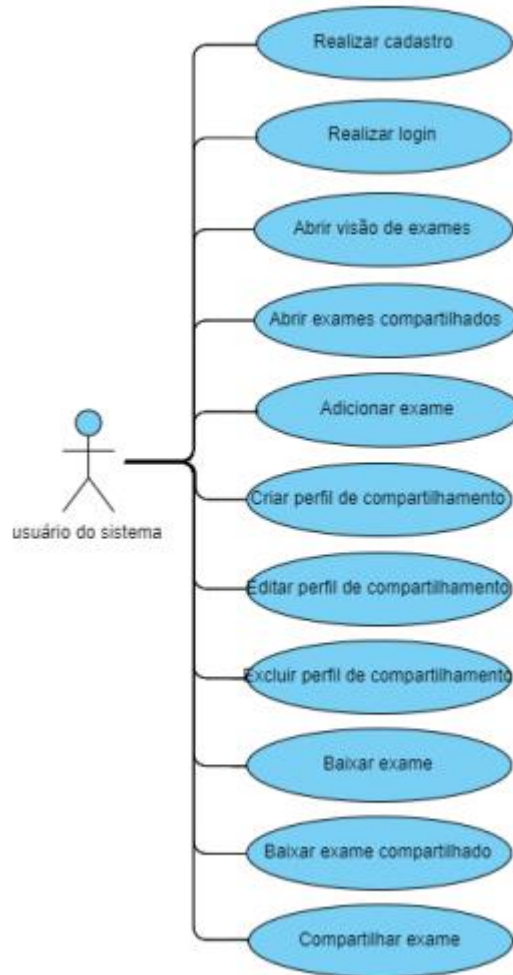 Realizar cadastro
Realizar login
Abrir visão de exames
Abrir exames compartilhados
Adicionar exame
usuário do sistema
Criar perfil de compartilhamento
Editar perfil de compartilhamento
Excluir perfil de compartilhamento
Baixar exame
Baixar exame compartilhado
Compartilhar exame